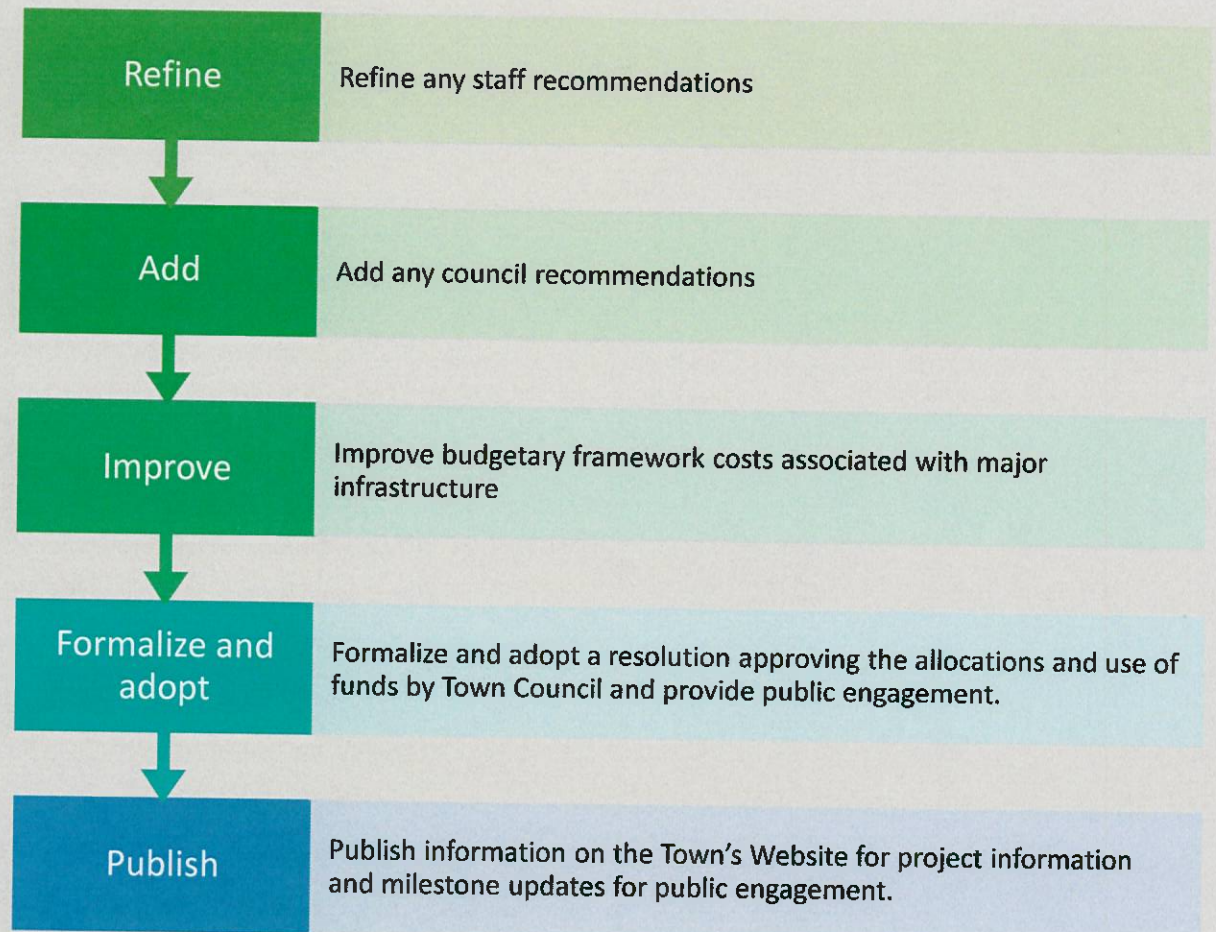 Refine
Refine any staff recommendations
Add
Add any council recommendations
Improve
Improve budgetary framework costs associated with major
infrastructure
Formalize and
adopt
Formalize and adopt a resolution approving the allocations and use of
funds by Town Council and provide public engagement.
Publish
Publish information on the Town's Website for project information
and milestone updates for public engagement.